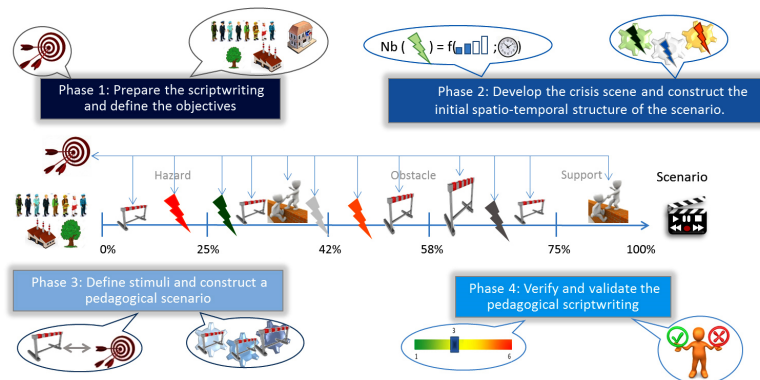 Nb ( ) = f( ; )
Phase 1: Prepare the scriptwriting
and define the objectives
Phase 2: Develop the crisis scene and construct the
initial spatio-temporal structure of the scenario.
Hazard
Obstacle
Support
Scenario
0%
25%
42%
58%
75%
100%
Phase 3: Define stimuli and construct a
pedagogical scenario
Phase 4: Verify and validate the
pedagogical scriptwriting
3
1
6